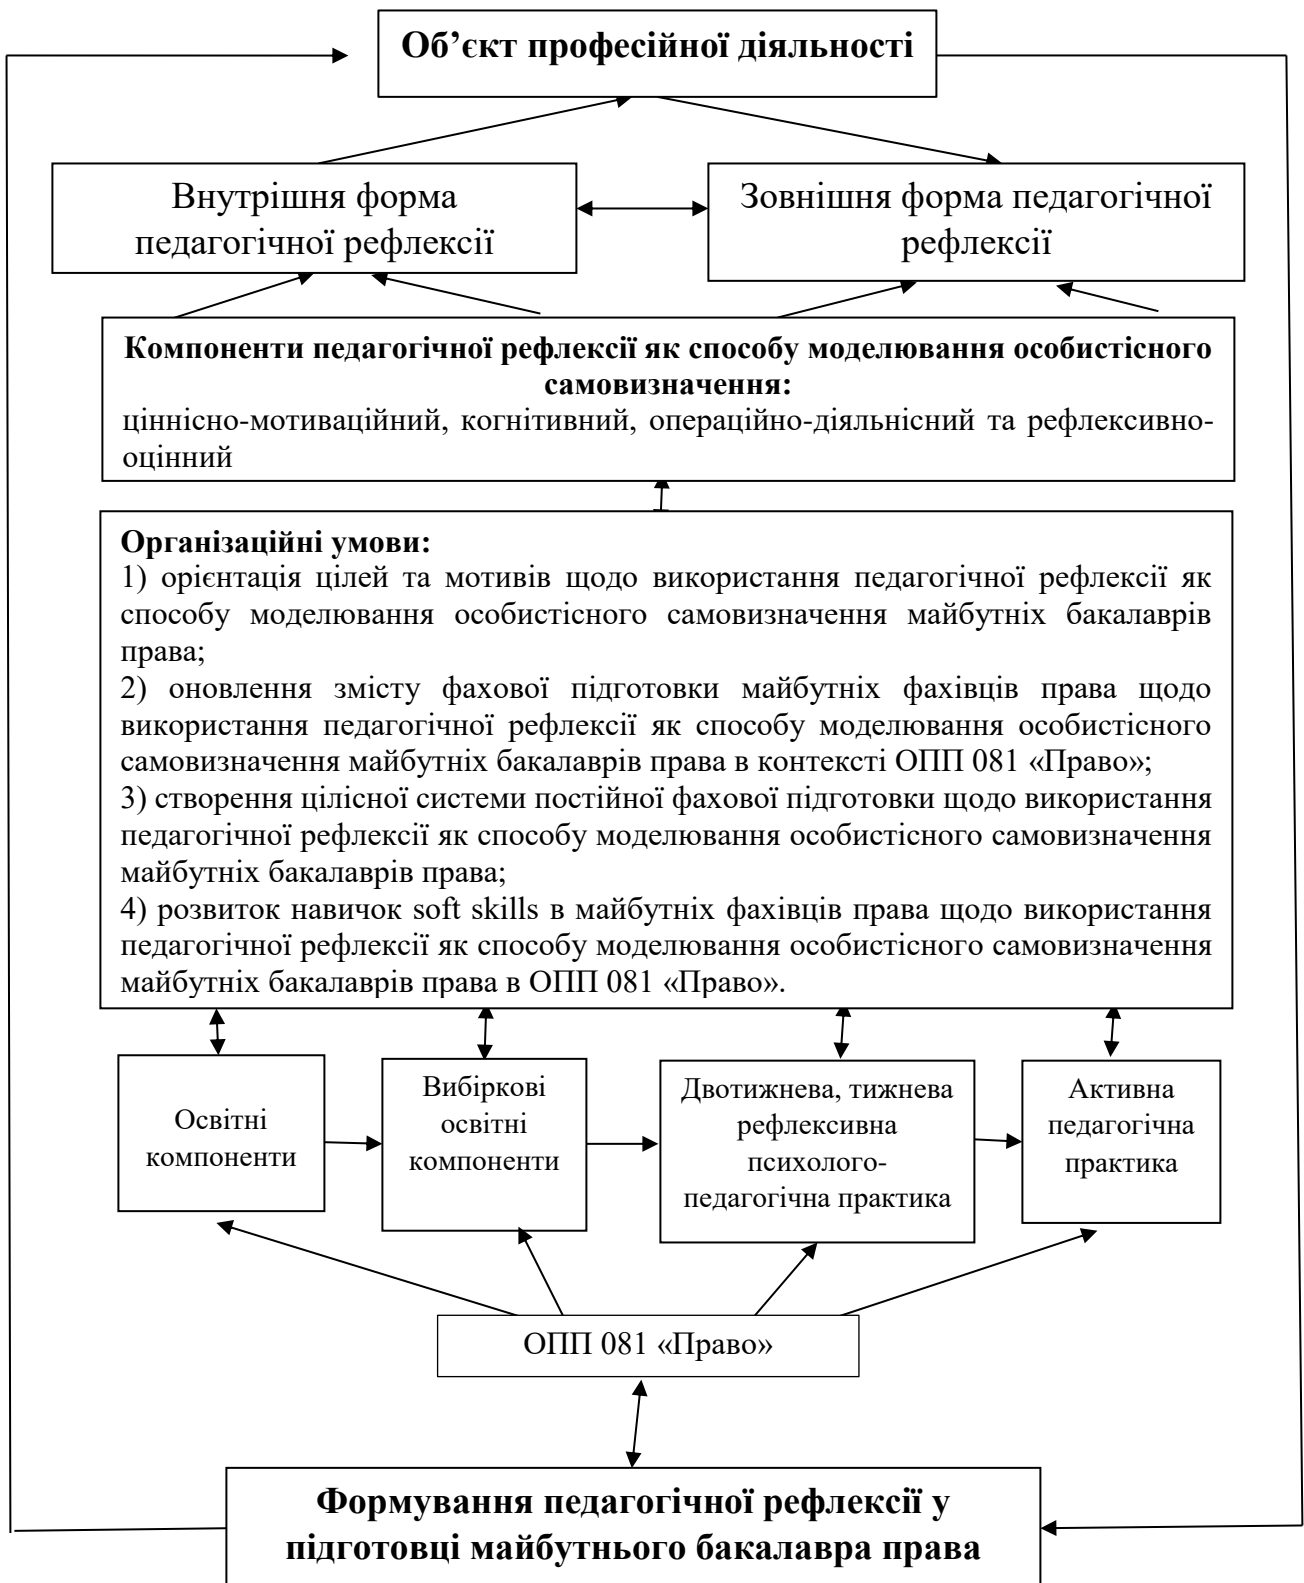 Об’єкт професійної діяльності
Внутрішня форма
педагогічної рефлексії
Зовнішня форма педагогічної
рефлексії
Компоненти педагогічної рефлексії як способу моделювання особистісного
самовизначення:
ціннісно-мотиваційний, когнітивний, операційно-діяльнісний та рефлексивно-
оцінний
Організаційні умови:
1) орієнтація цілей та мотивів щодо використання педагогічної рефлексії як
способу моделювання особистісного самовизначення майбутніх бакалаврів
права;
2) оновлення змісту фахової підготовки майбутніх фахівців права щодо
використання педагогічної рефлексії як способу моделювання особистісного
самовизначення майбутніх бакалаврів права в контексті ОПП 081 «Право»;
3) створення цілісної системи постійної фахової підготовки щодо використання
педагогічної рефлексії як способу моделювання особистісного самовизначення
майбутніх бакалаврів права;
4) розвиток навичок soft skills в майбутніх фахівців права щодо використання
педагогічної рефлексії як способу моделювання особистісного самовизначення
майбутніх бакалаврів права в ОПП 081 «Право».
Освітні
компоненти
Вибіркові
освітні
компоненти
Двотижнева, тижнева
рефлексивна
психолого-
педагогічна практика
Активна
педагогічна
практика
ОПП 081 «Право»
Формування педагогічної рефлексії у
підготовці майбутнього бакалавра права